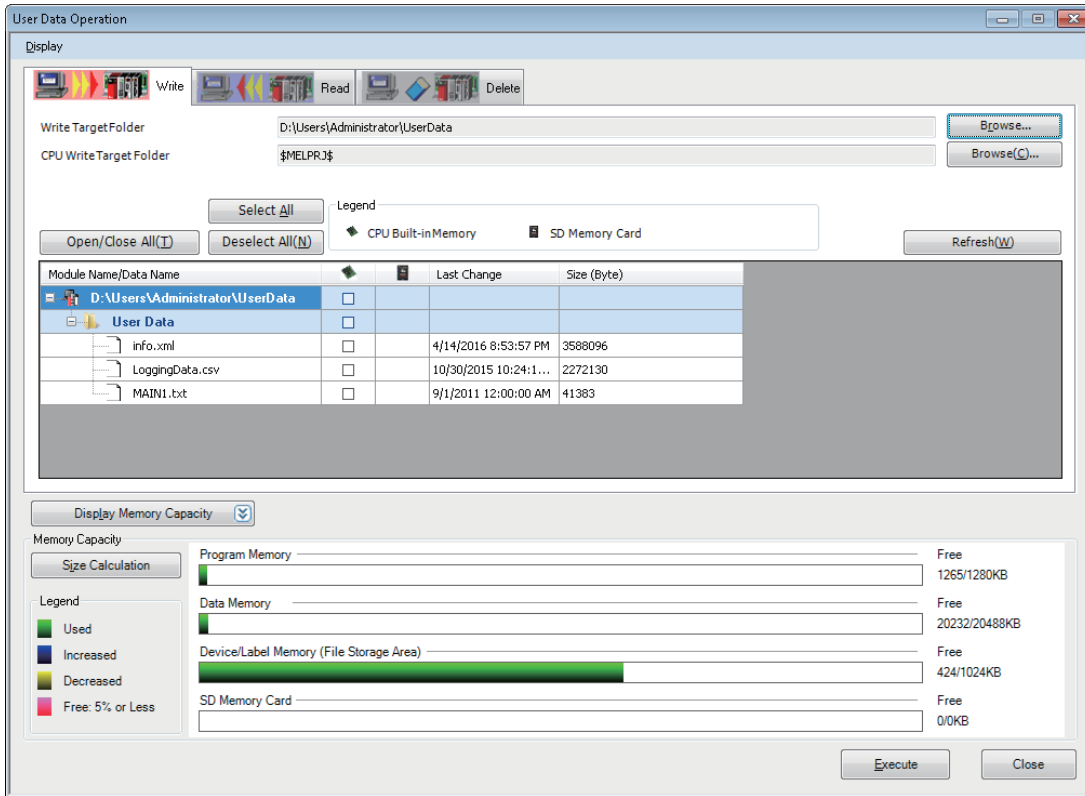 User Data Operation
Display
Write Read Delete
Write TargetFolder D:\Users\Administrator\UserData Browse...
CPU Write Target Folder $MELPRJ$ Browse(C)...
Select All Legend
Open/Close All(T) Deselect All(N) CPU Built-inMemory SD Memory Card Refresh(W)
Module Name/Data Name Last Change Size (Byte)
D:\Users\Administrator\UserData
User Data
info.xml 4/14/2016 8:53:57 PM 3588096
LoggingData.csv 10/30/2015 10:24:1... 2272130
MAIN1.txt 9/1/2011 12:00:00 AM 41383
Display Memory Capacity
Memory Capacity
Size Calculation Program Memory Free
1265/1280KB
Legend Data Memory Free
Used 20232/20488KB
Increased Device/Label Memory (File Storage Area) Free
Decreased 424/1024KB
Free: 5% or Less SD Memory Card Free
0/0KB
Execute Close